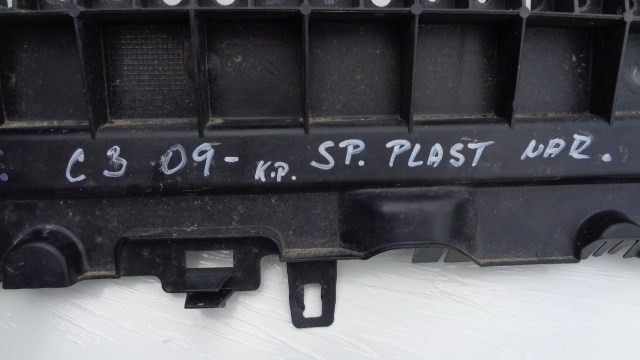 C3 09- K.P. SP. PLAST NAR.